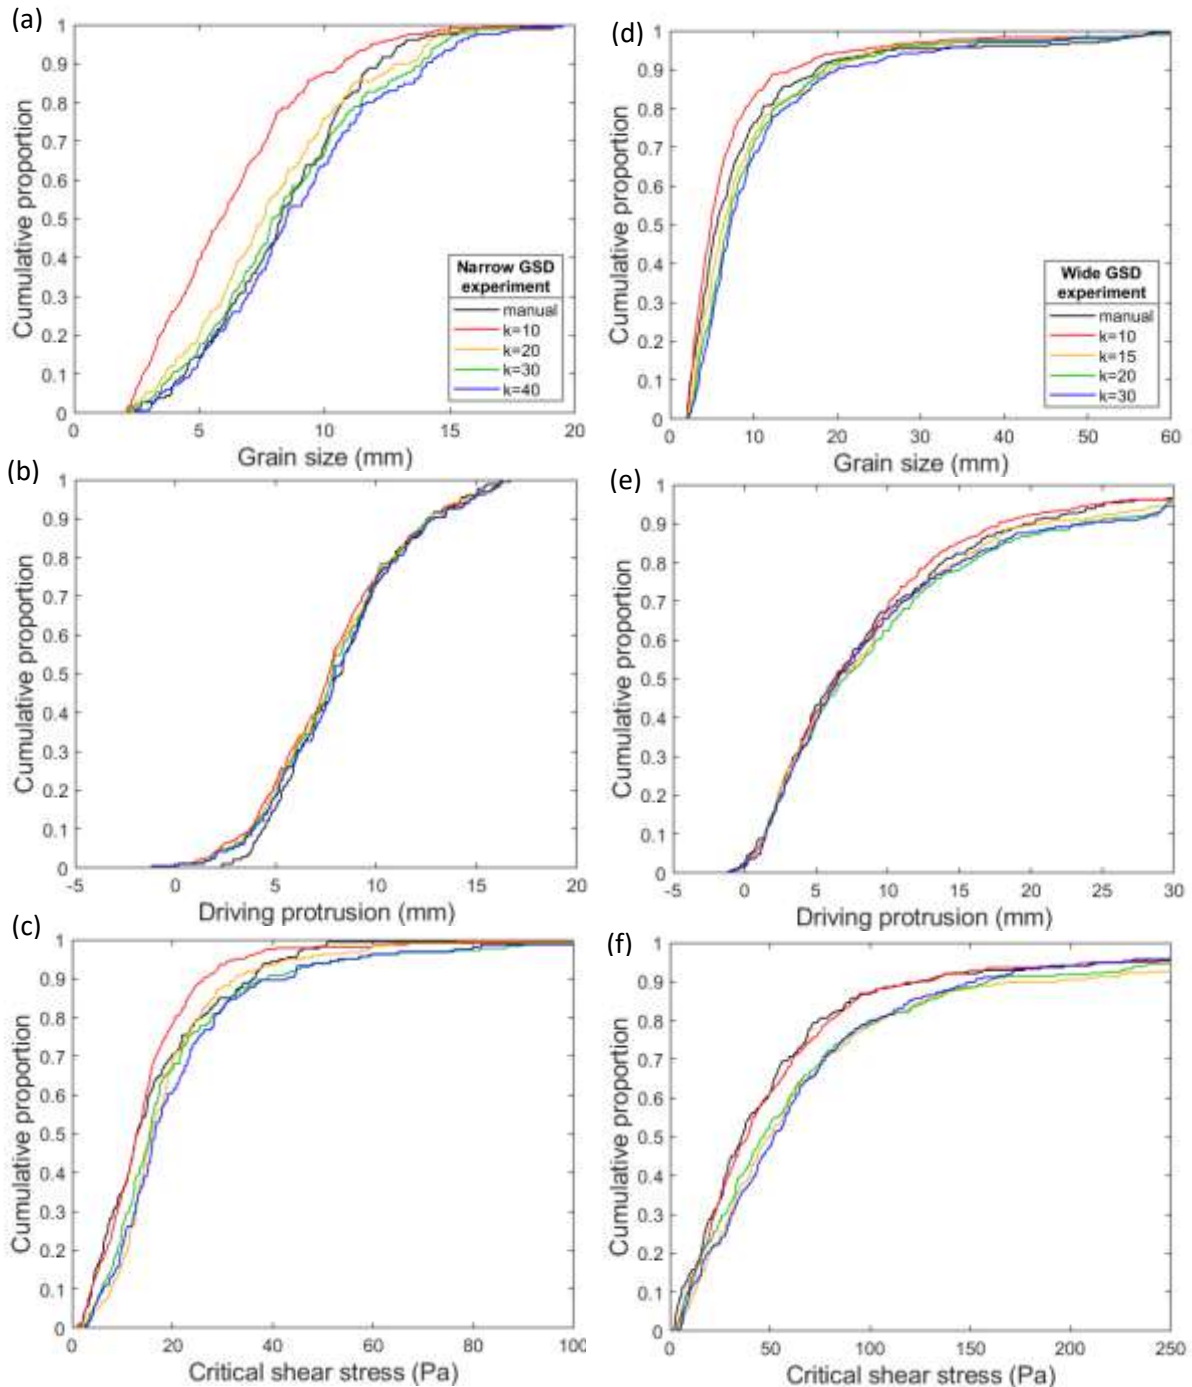 (a)
1
0.9
0.8
0.7
0.6
0.5
0.4
0.3
0.2
0.1
0
Cumulative proportion
Narrow GSD
experiment
manual
k=10
k=20
k=30
k=40
0 5 10 15 20
Grain size (mm)
(d)
1
0.9
0.8
0.7
0.6
0.5
0.4
0.3
0.2
0.1
0
Cumulative proportion
Wide GSD
experiment
manual
k=10
k=15
k=20
k=30
0 10 20 30 40 50 60
Grain size (mm)
(b)
1
0.9
0.8
0.7
0.6
0.5
0.4
0.3
0.2
0.1
0
Cumulative proportion
-5 0 5 10 15 20
Driving protrusion (mm)
(e)
1
0.9
0.8
0.7
0.6
0.5
0.4
0.3
0.2
0.1
0
Cumulative proportion
-5 0 5 10 15 20 25 30
Driving protrusion (mm)
(c)
1
0.9
0.8
0.7
0.6
0.5
0.4
0.3
0.2
0.1
0
Cumulative proportion
0 20 40 60 80 100
Critical shear stress (Pa)
(f)
1
0.9
0.8
0.7
0.6
0.5
0.4
0.3
0.2
0.1
0
Cumulative proportion
0 50 100 150 200 250
Critical shear stress (Pa)